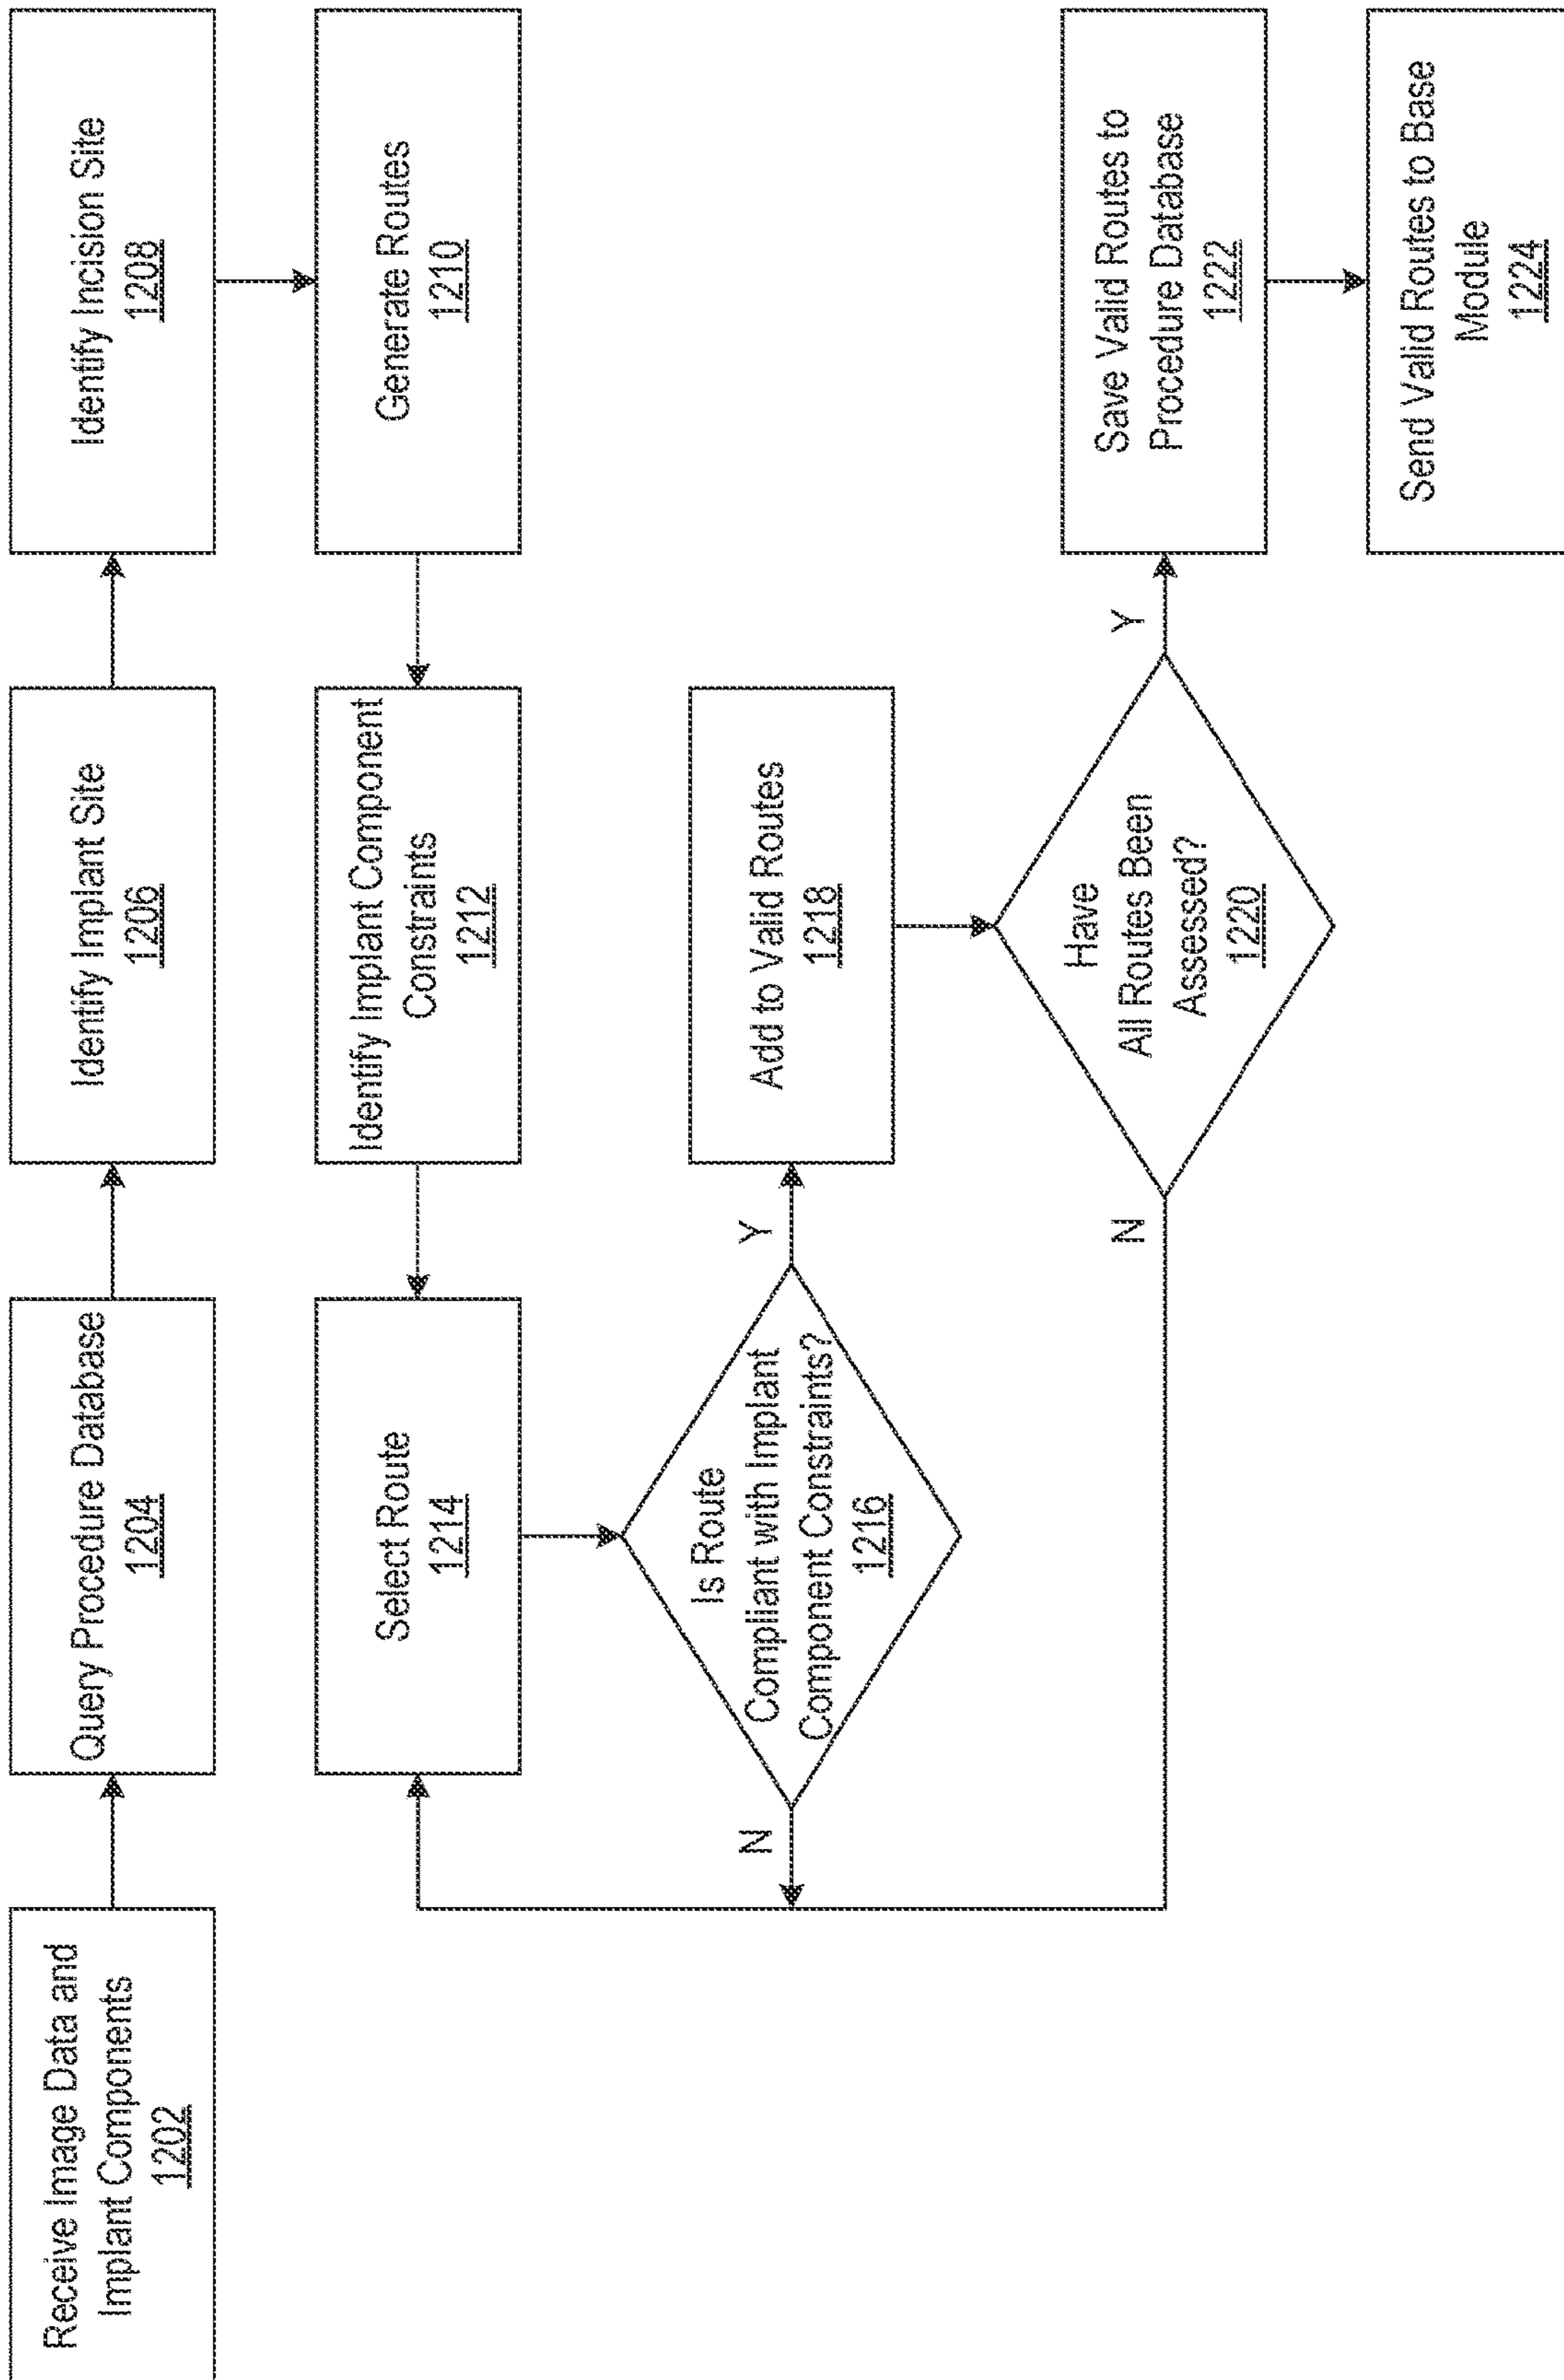 Receive Image Data and
Implant Components
1202
Query Procedure Database
1204
Identify Implant Site
1206
Identify Incision Site
1208
Generate Routes
1210
Identify Implant Component
Constraints
1212
Select Route
1214
Is Route
Compliant with Implant
Component Constraints?
1216
N
Y
Add to Valid Routes
1218
Have
All Routes Been
Assessed?
1220
N
Y
Save Valid Routes to
Procedure Database
1222
Send Valid Routes to Base
Module
1224